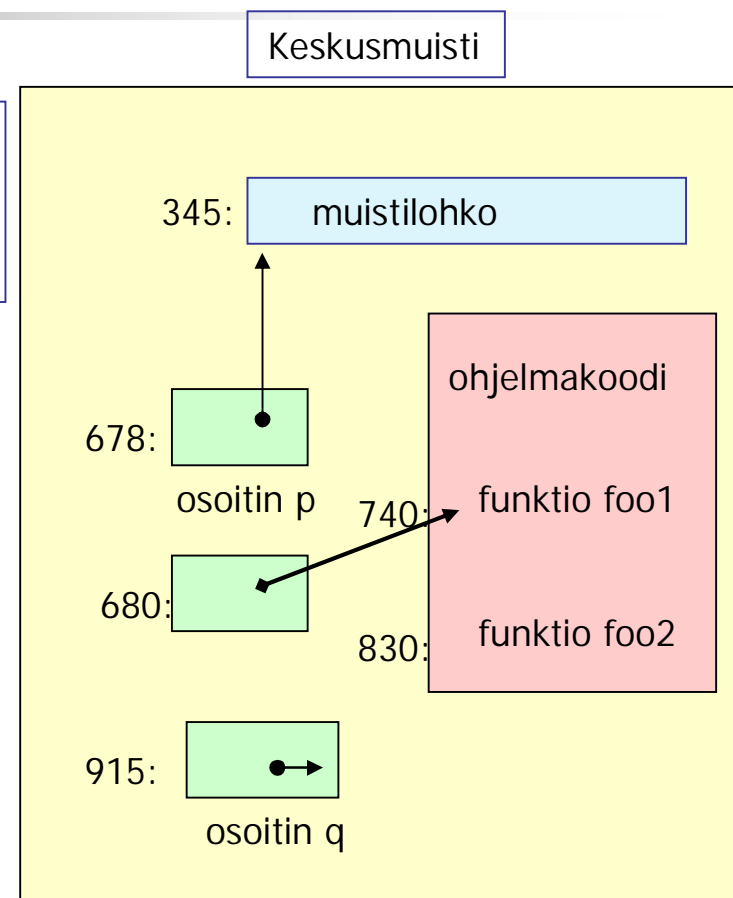 Keskusmuisti
345: muistilohko
ohjelmakoodi
678:
osoitin p
740: funktio foo1
680:
830: funktio foo2
915:
osoitin q